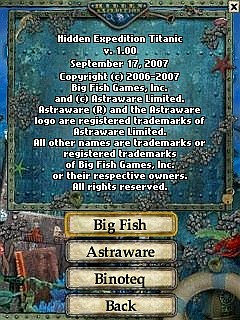 HIDDEN
EXPEDITION
Hidden Expedition Titanic
v. 1.00
September 17, 2007
Copyright (c) 2006-2007
Big Fish Games, Inc.
and (c) Astraware Limited.
Astraware (R) and the Astraware
logo are registered trademarks of
Astraware Limited.
All other names are trademarks or
registered trademarks
of Big Fish Games, Inc.
or their respective owners.
All rights reserved.
Big Fish
Astraware
Binoteq
Back